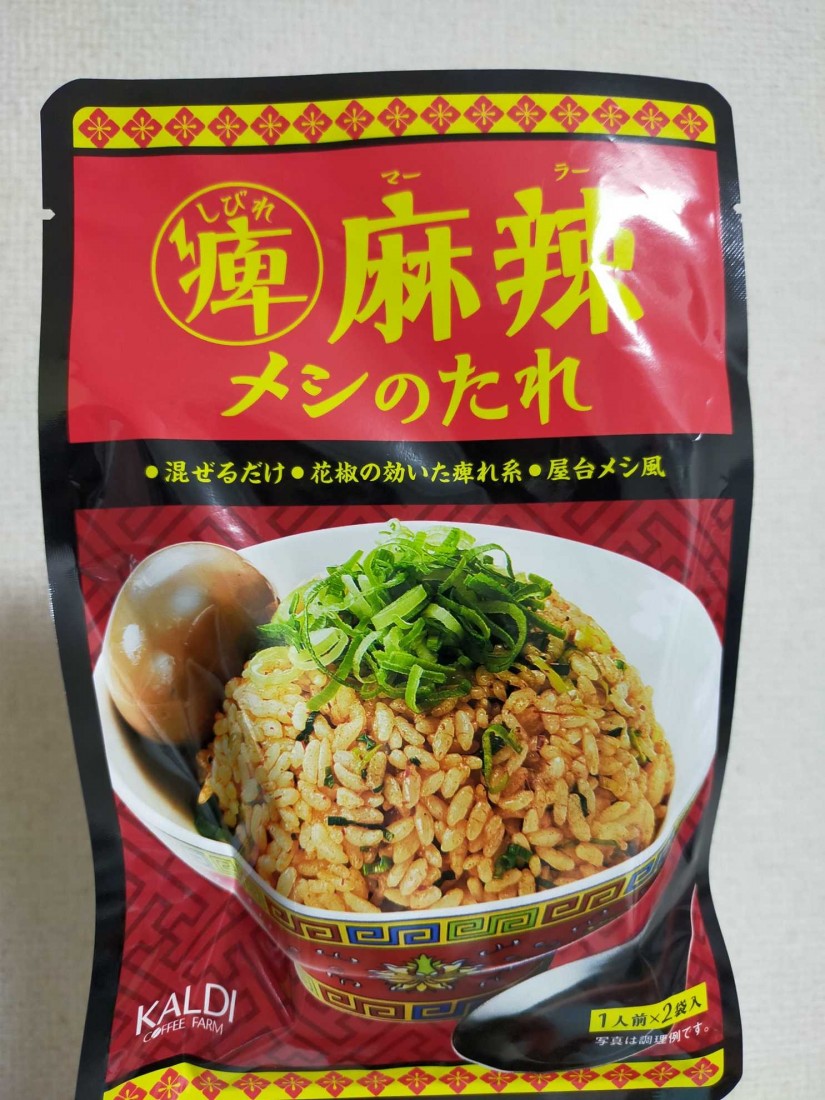 しびれ
痺
マーラー
麻辣
メシのたれ
●混ぜるだけ●花椒の効いた痺れ系●屋台メシ風
KALDI
COFFEE FARM
1人前×2袋入
写真は調理例です。